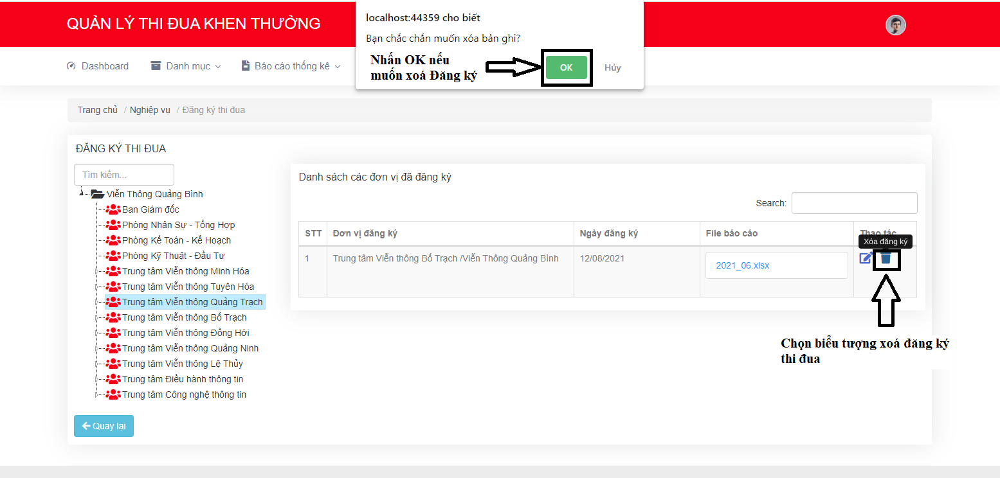 QUẢN LÝ THI ĐUA KHEN THƯỞNG
localhost:44359 cho biết
Bạn chắc chắn muốn xóa bản ghi?
Nhấn OK nếu
muốn xoá Đăng ký
OK
Hủy
Dashboard
Danh mục
Báo cáo thống kê
Trang chủ / Nghiệp vụ / Đăng ký thi đua
ĐĂNG KÝ THI ĐUA
Tìm kiếm...
Viễn Thông Quảng Bình
Ban Giám đốc
Phòng Nhân Sự - Tổng Hợp
Phòng Kế Toán - Kế Hoạch
Phòng Kỹ Thuật - Đầu Tư
Trung tâm Viễn thông Minh Hóa
Trung tâm Viễn thông Tuyên Hóa
Trung tâm Viễn thông Quảng Trạch
Trung tâm Viễn thông Bố Trạch
Trung tâm Viễn thông Đồng Hới
Trung tâm Viễn thông Quảng Ninh
Trung tâm Viễn thông Lệ Thủy
Trung tâm Điều hành thông tin
Trung tâm Công nghệ thông tin
Quay lại
Danh sách các đơn vị đã đăng ký
Search:
STT Đơn vị đăng ký Ngày đăng ký File báo cáo Thao tác
Xóa đăng ký
1 Trung tâm Viễn thông Bố Trạch /Viễn Thông Quảng Bình 12/08/2021 2021_06.xlsx
Chọn biểu tượng xoá đăng ký
thi đua